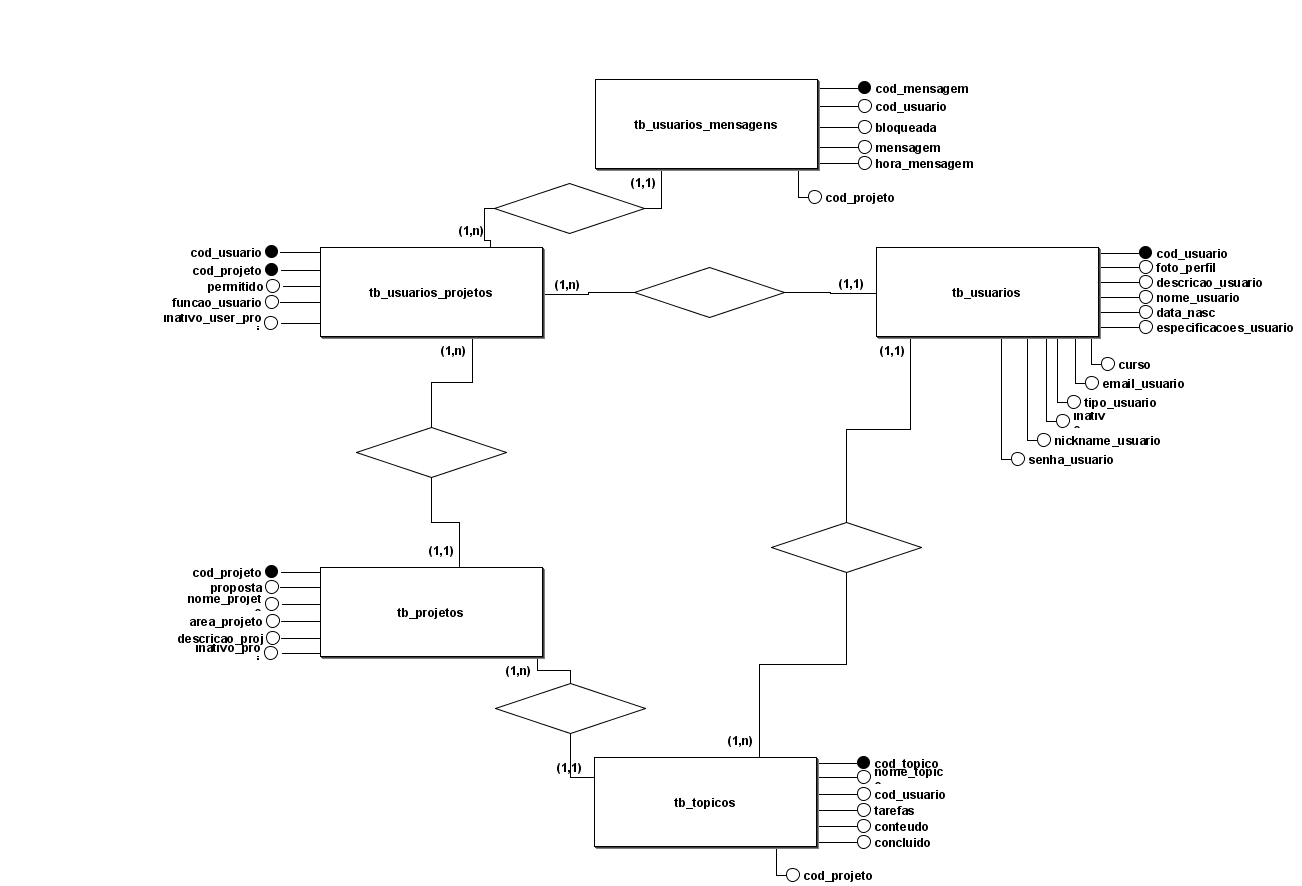 tb_usuarios_mensagens
cod_mensagem
cod_usuario
bloqueada
mensagem
hora_mensagem
cod_projeto
(1,1)
(1,n)
cod_usuario
cod_projeto
permitido
funcao_usuario
inativo_user_pro
tb_usuarios_projetos
(1,n)
(1,1)
tb_usuarios
cod_usuario
foto_perfil
descricao_usuario
nome_usuario
data_nasc
especificacoes_usuario
(1,n)
(1,1)
curso
email_usuario
tipo_usuario
inativ
nickname_usuario
senha_usuario
(1,1)
cod_projeto
proposta
nome_projet
area_projeto
descricao_proj
inativo_pro
tb_projetos
(1,n)
(1,n)
(1,1)
tb_topicos
cod_topico
nome_topic
cod_usuario
tarefas
conteudo
concluido
cod_projeto